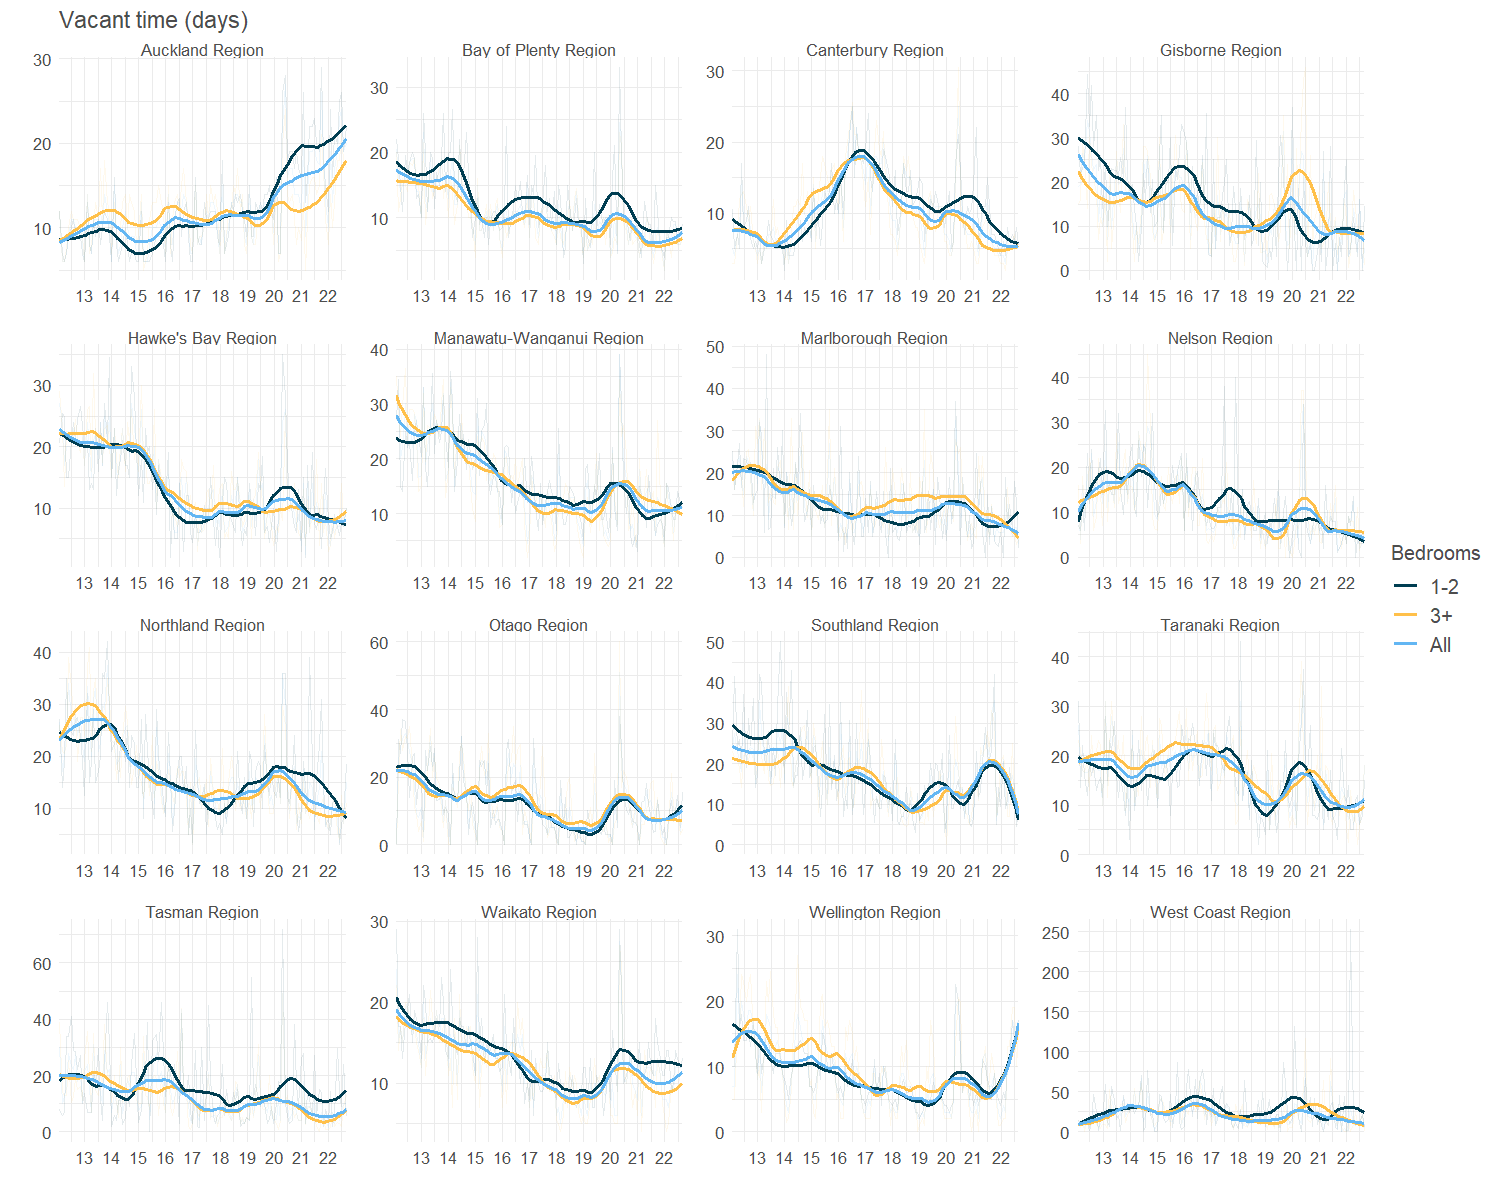 Vacant time (days)
Auckland Region
Bay of Plenty Region
Canterbury Region
Gisborne Region
30
20
10
30
20
10
30
20
10
40
30
20
10
0
13 14 15 16 17 18 19 20 21 22
13 14 15 16 17 18 19 20 21 22
13 14 15 16 17 18 19 20 21 22
13 14 15 16 17 18 19 20 21 22
Hawke's Bay Region
Manawatu-Wanganui Region
Marlborough Region
Nelson Region
30
20
10
40
30
20
10
50
40
30
20
10
0
40
30
20
10
0
13 14 15 16 17 18 19 20 21 22
13 14 15 16 17 18 19 20 21 22
13 14 15 16 17 18 19 20 21 22
13 14 15 16 17 18 19 20 21 22
Bedrooms
1-2
3+
All
Northland Region
Otago Region
Southland Region
Taranaki Region
40
30
20
10
60
40
20
0
50
40
30
20
10
0
40
30
20
10
0
13 14 15 16 17 18 19 20 21 22
13 14 15 16 17 18 19 20 21 22
13 14 15 16 17 18 19 20 21 22
13 14 15 16 17 18 19 20 21 22
Tasman Region
Waikato Region
Wellington Region
West Coast Region
60
40
20
0
30
20
10
30
20
10
0
250
200
150
100
50
0
13 14 15 16 17 18 19 20 21 22
13 14 15 16 17 18 19 20 21 22
13 14 15 16 17 18 19 20 21 22
13 14 15 16 17 18 19 20 21 22